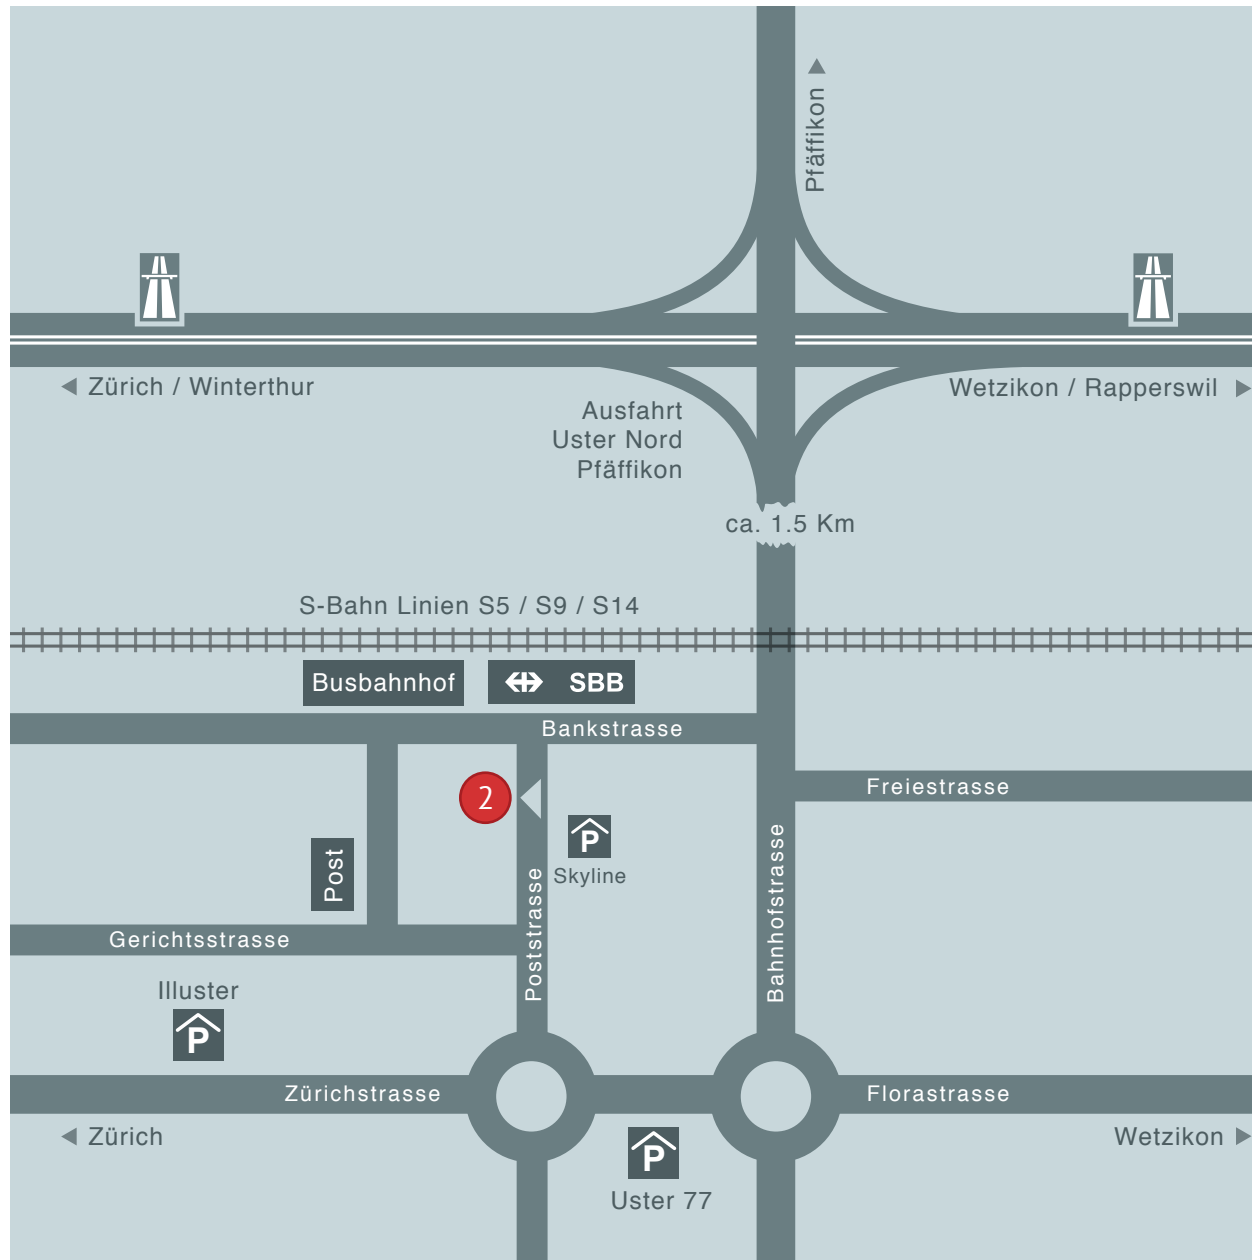 Pfäffikon
Zürich / Winterthur
Wetzikon / Rapperswil
Ausfahrt
Uster Nord
Pfäffikon
ca. 1.5 Km
S-Bahn Linien S5 / S9 / S14
Busbahnhof
SBB
Bankstrasse
Freiestrasse
2
P
Skyline
Post
Poststrasse
Bahnhofstrasse
Gerichtsstrasse
Illuster
P
Zürichstrasse
Florastrasse
Zürich
Wetzikon
P
Uster 77